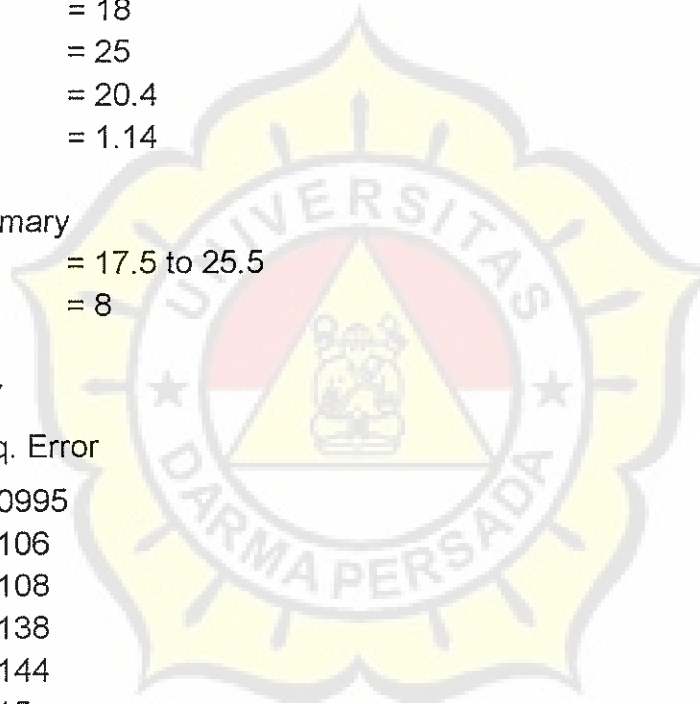 = 18
= 25
= 20.4
= 1.14
mary
= 17.5 to 25.5
= 8
q. Error
0995
106
108
138
144
UNIVERSITAS
DARMA PERSADA